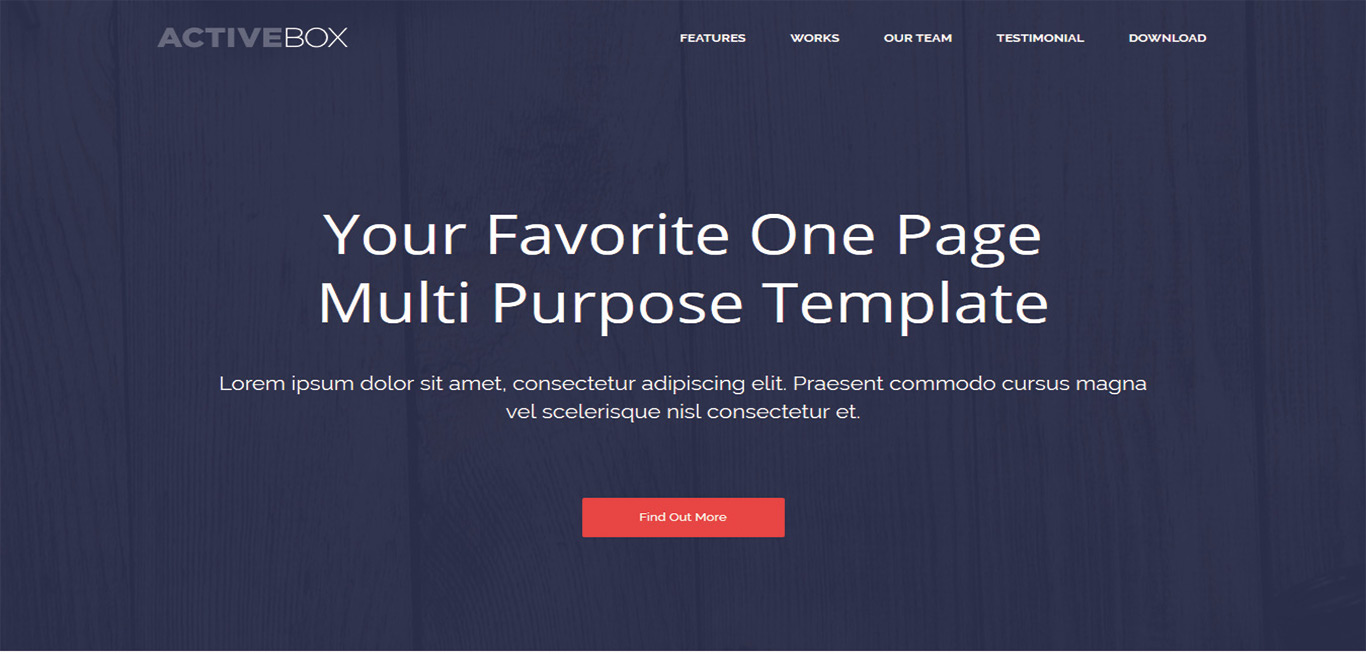 ACTIVEBOX FEATURES WORKS OUR TEAM TESTIMONIAL DOWNLOAD
Your Favorite One Page
Multi Purpose Template
Lorem ipsum dolor sit amet, consectetur adipiscing elit. Praesent commodo cursus magna
vel scelerisque nisl consectetur et.
Find Out More